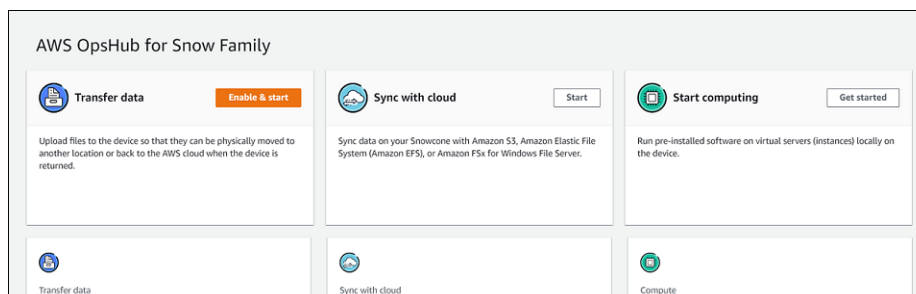 AWS OpsHub for Snow Family
Transfer data
Enable & start
Sync with cloud
Start
Start computing
Get started
Upload files to the device so that they can be physically moved to
another location or back to the AWS cloud when the device is
returned.
Sync data on your Snowcone with Amazon S3, Amazon Elastic File
System (Amazon EFS), or Amazon FSx for Windows File Server.
Run pre-installed software on virtual servers (instances) locally on
the device.
Transfer data
Sync with cloud
Compute